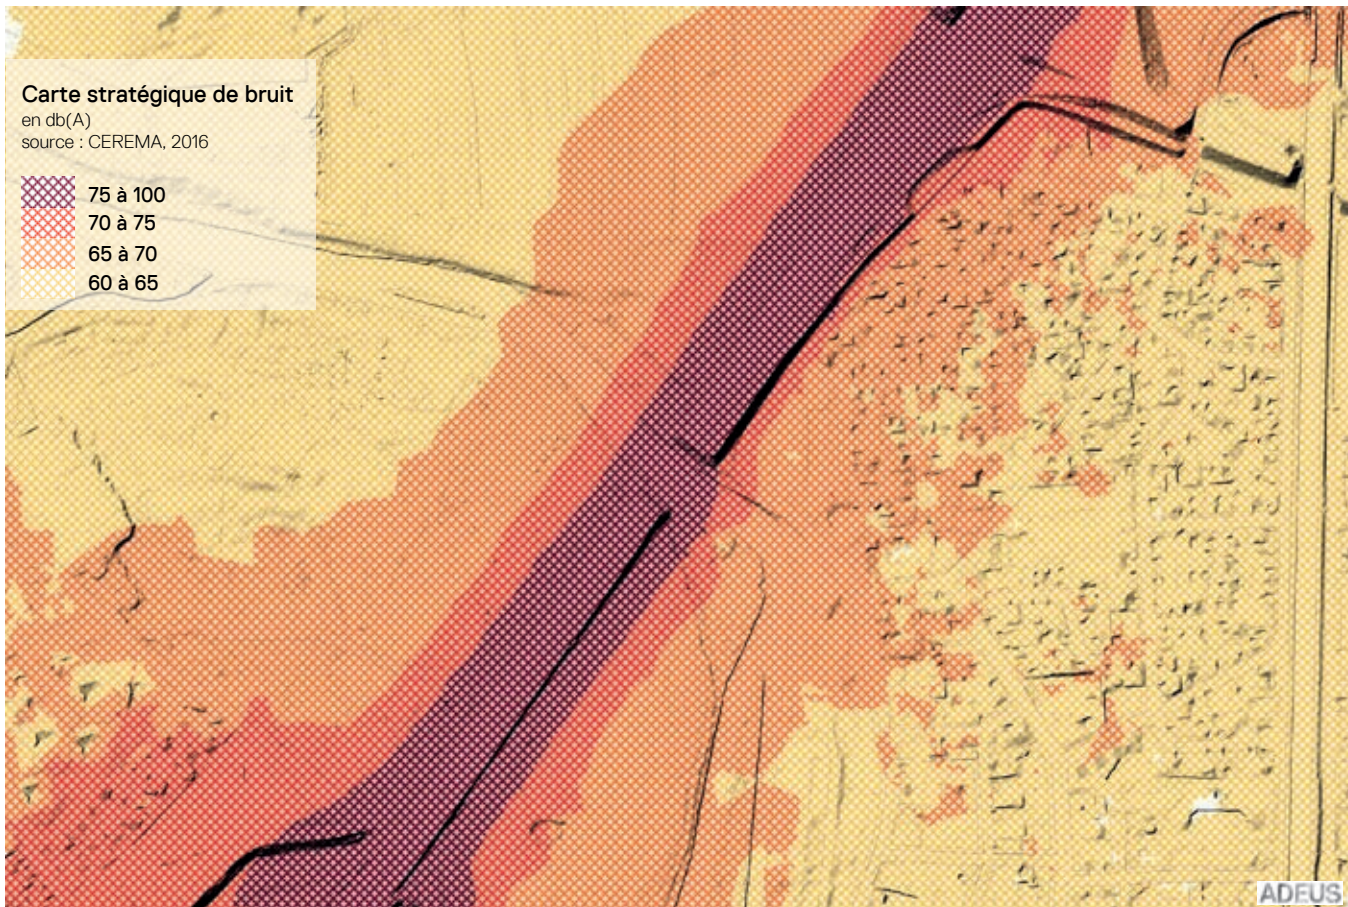 Carte stratégique de bruit
en db(A)
source : CEREMA, 2016
75 à 100
70 à 75
65 à 70
60 à 65
ADEUS